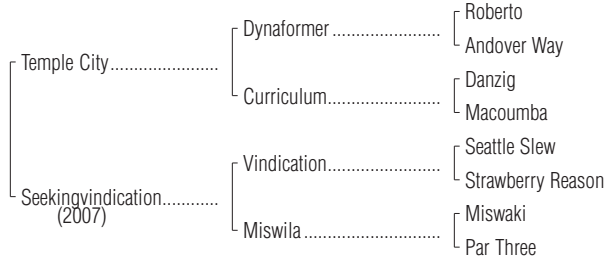 Roberto
Dynaformer
Andover Way
Temple City
Danzig
Curriculum
Macoumba
Seattle Slew
Vindication
Strawberry Reason
Seekingvindication
(2007)
Miswaki
Miswila
Par Three